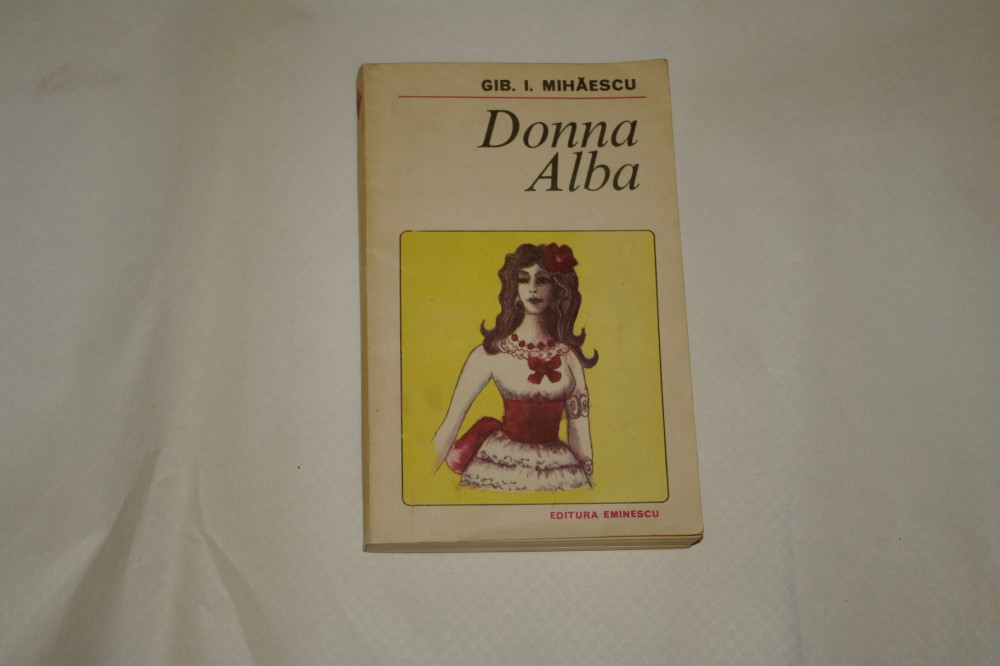 GIB. I. MIHĂESCU
Donna
Alba
EDITURA EMINESCU